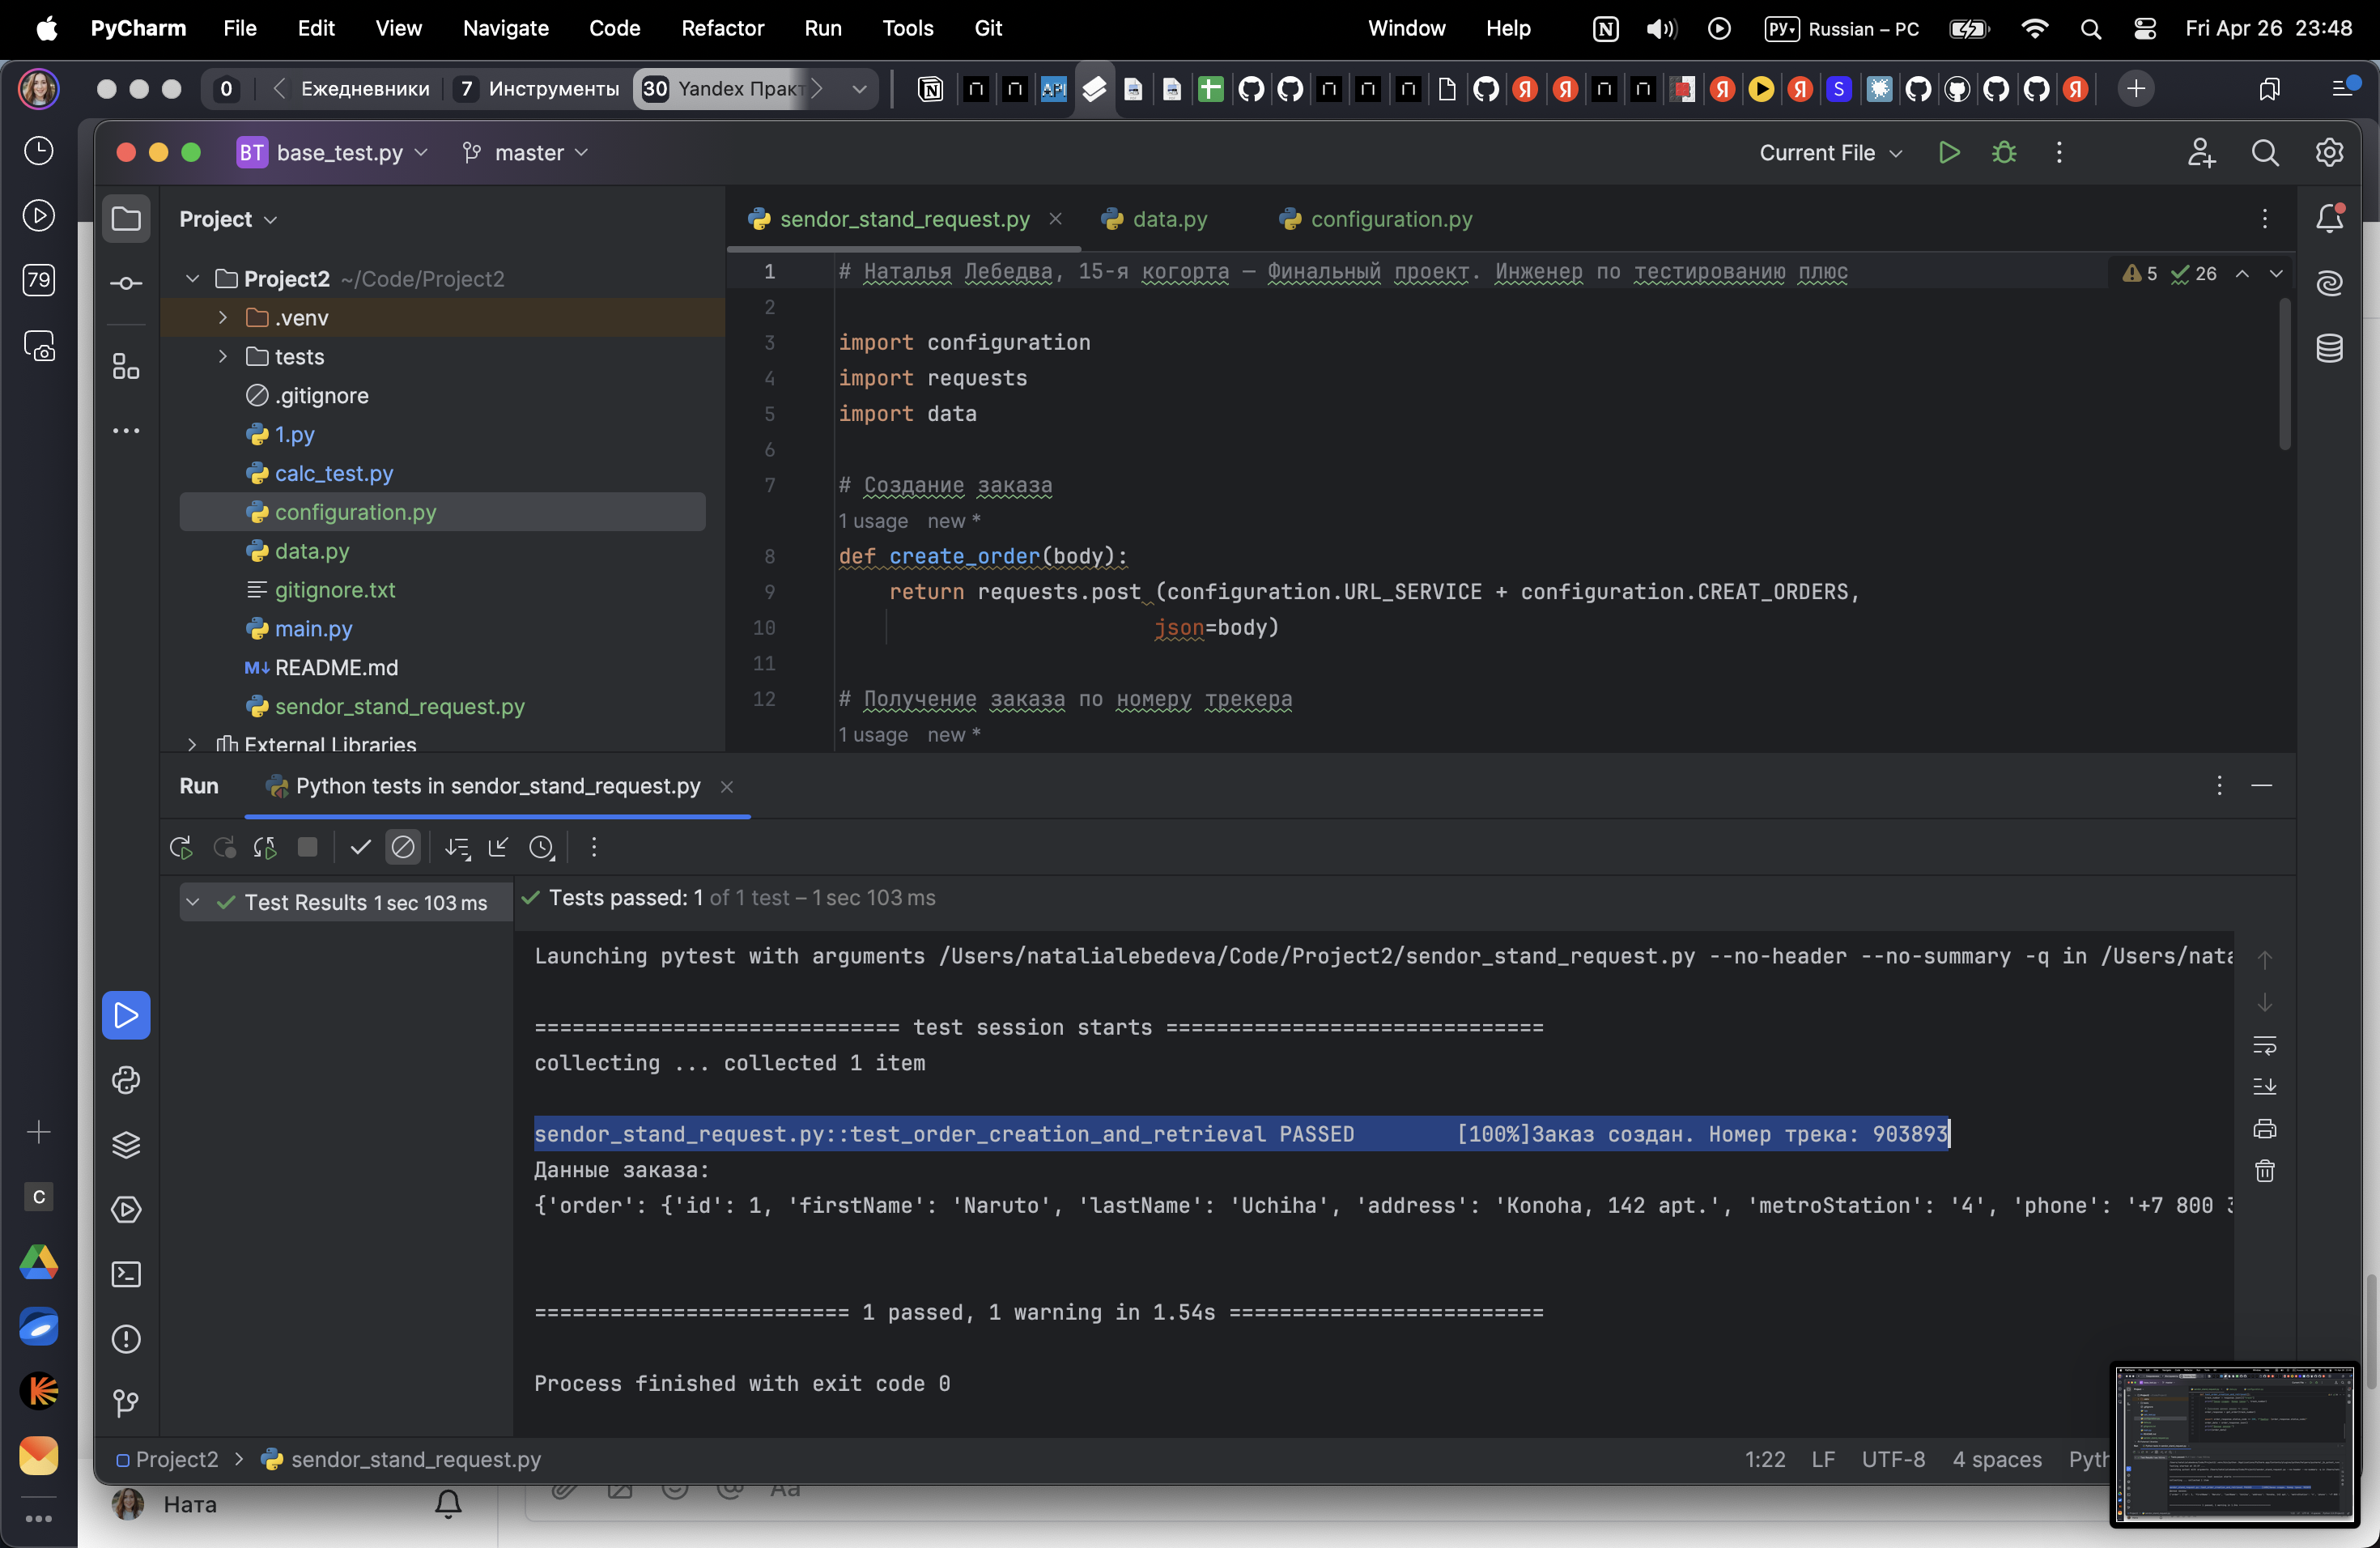 PyCharm File Edit View Navigate Code Refactor Run Tools Git Window Help РУ Russian – PC Fri Apr 26 23:48
0 Ежедневники 7 Инструменты 30 Yandex Практ
79
BT base_test.py master Current File
Project
sendor_stand_request.py data.py configuration.py
Project2 ~/Code/Project2
.venv
tests
.gitignore
1.py
calc_test.py
configuration.py
data.py
gitignore.txt
main.py
README.md
sendor_stand_request.py
External Libraries
5 26
1 # Наталья Лебедва, 15-я когорта — Финальный проект. Инженер по тестированию плюс
2
3 import configuration
4 import requests
5 import data
6
7 # Создание заказа
1 usage new *
8 def create_order(body):
9 return requests.post (configuration.URL_SERVICE + configuration.CREAT_ORDERS,
10 json=body)
11
12 # Получение заказа по номеру трекера
1 usage new *
Run Python tests in sendor_stand_request.py
Test Results 1 sec 103 ms
Tests passed: 1 of 1 test – 1 sec 103 ms
Launching pytest with arguments /Users/natalialebedeva/Code/Project2/sendor_stand_request.py --no-header --no-summary -q in /Users/nata
============================= test session starts ==============================
collecting ... collected 1 item
sendor_stand_request.py::test_order_creation_and_retrieval PASSED [100%]Заказ создан. Номер трека: 903893
Данные заказа:
{'order': {'id': 1, 'firstName': 'Naruto', 'lastName': 'Uchiha', 'address': 'Konoha, 142 apt.', 'metroStation': '4', 'phone': '+7 800 3
========================= 1 passed, 1 warning in 1.54s =========================
Process finished with exit code 0
Project2 sendor_stand_request.py 1:22 LF UTF-8 4 spaces Pyth
C
Ната
Aa